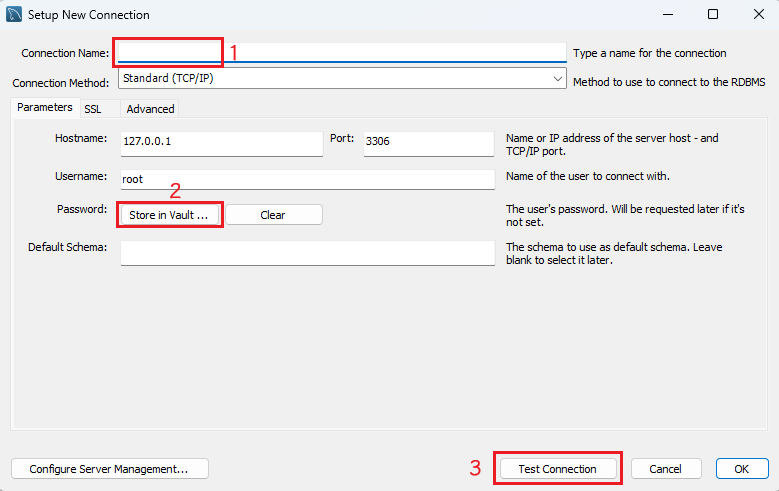 Setup New Connection
Connection Name: 1 Type a name for the connection
Connection Method: Standard (TCP/IP) Method to use to connect to the RDBMS
Parameters SSL Advanced
Hostname: 127.0.0.1 Port: 3306 Name or IP address of the server host - and
TCP/IP port.
Username: root Name of the user to connect with.
2
Password: Store in Vault ... Clear The user's password. Will be requested later if it's
not set.
Default Schema: The schema to use as default schema. Leave
blank to select it later.
Configure Server Management... 3 Test Connection Cancel OK